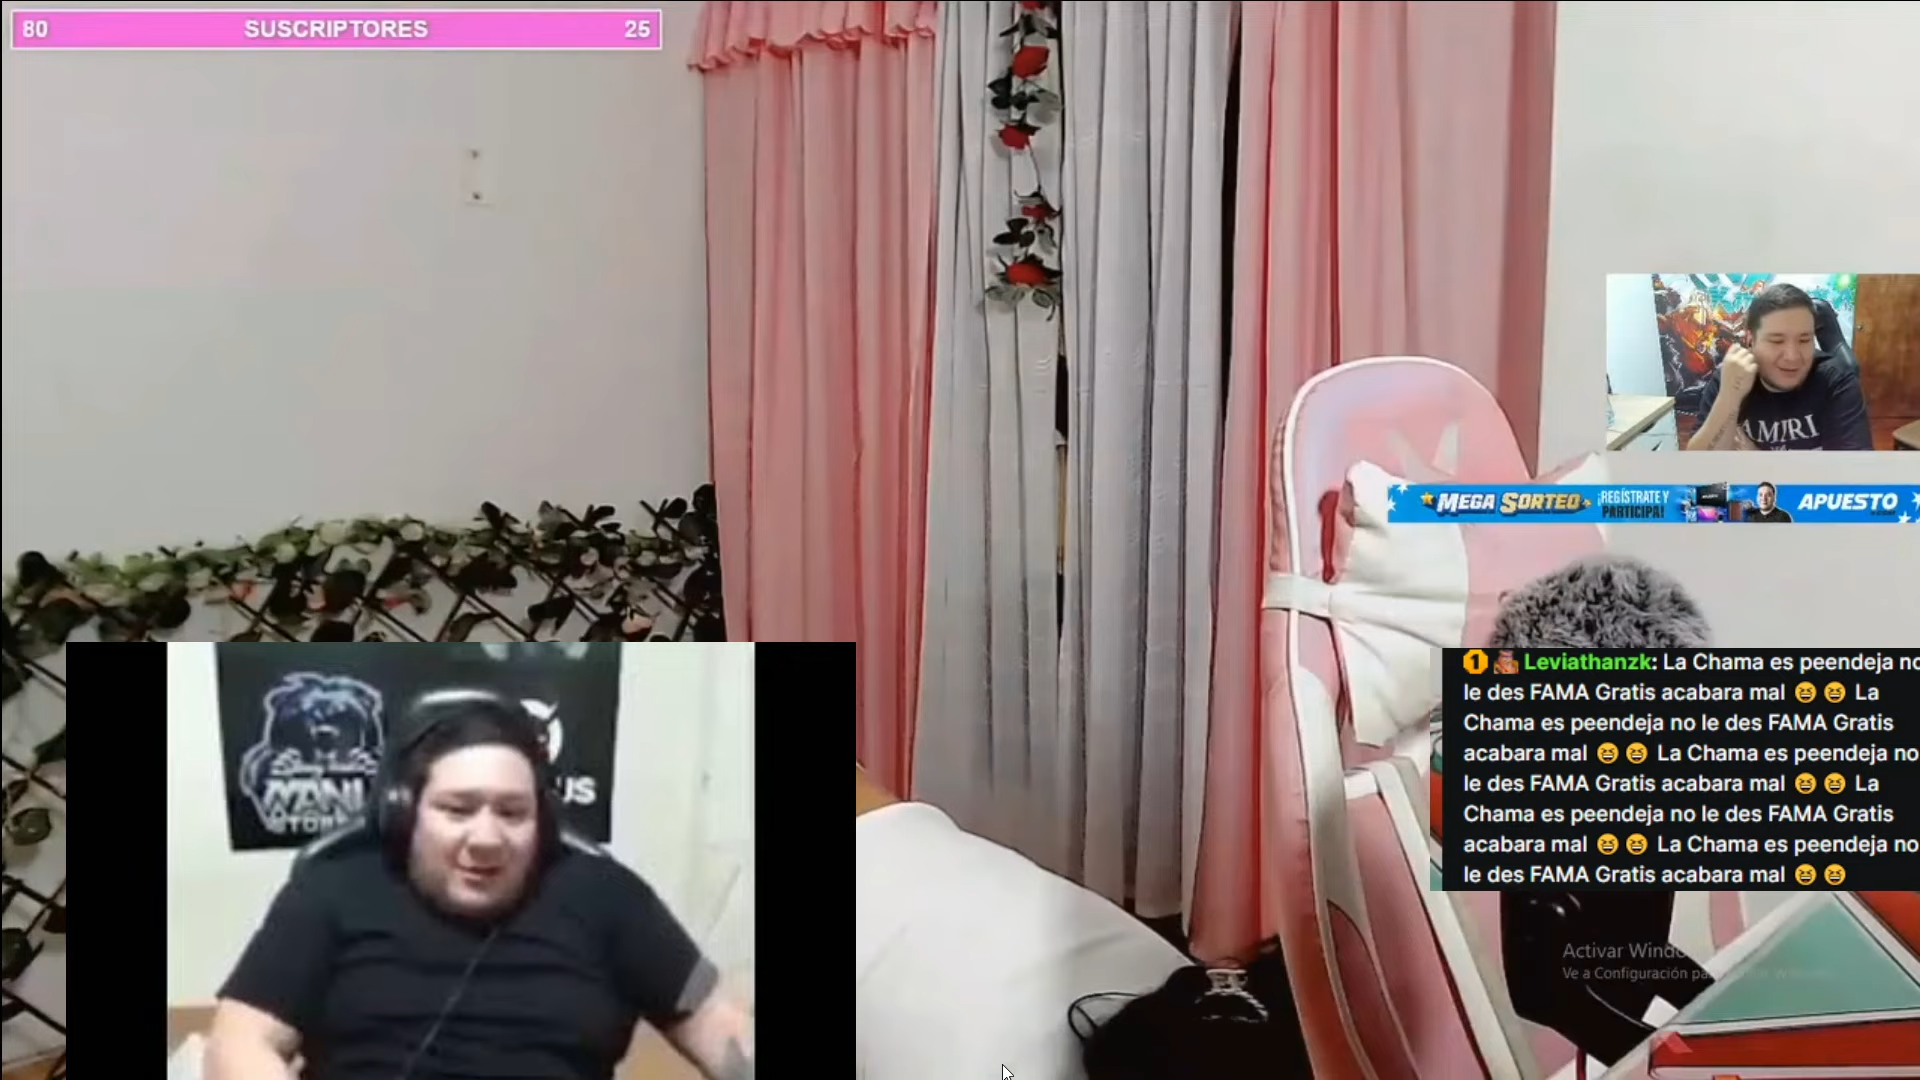 80 SUSCRIPTORES 25
AMIRI
MEGA SORTEO ¡REGÍSTRATE Y PARTICIPA! APUESTO
Leviathanzk: La Chama es peendeja no
le des FAMA Gratis acabara mal 😆 😆 La
Chama es peendeja no le des FAMA Gratis
acabara mal 😆 😆 La Chama es peendeja no
le des FAMA Gratis acabara mal 😆 😆 La
Chama es peendeja no le des FAMA Gratis
acabara mal 😆 😆 La Chama es peendeja no
le des FAMA Gratis acabara mal 😆 😆
US
Activar Windo
Ve a Configuración pa